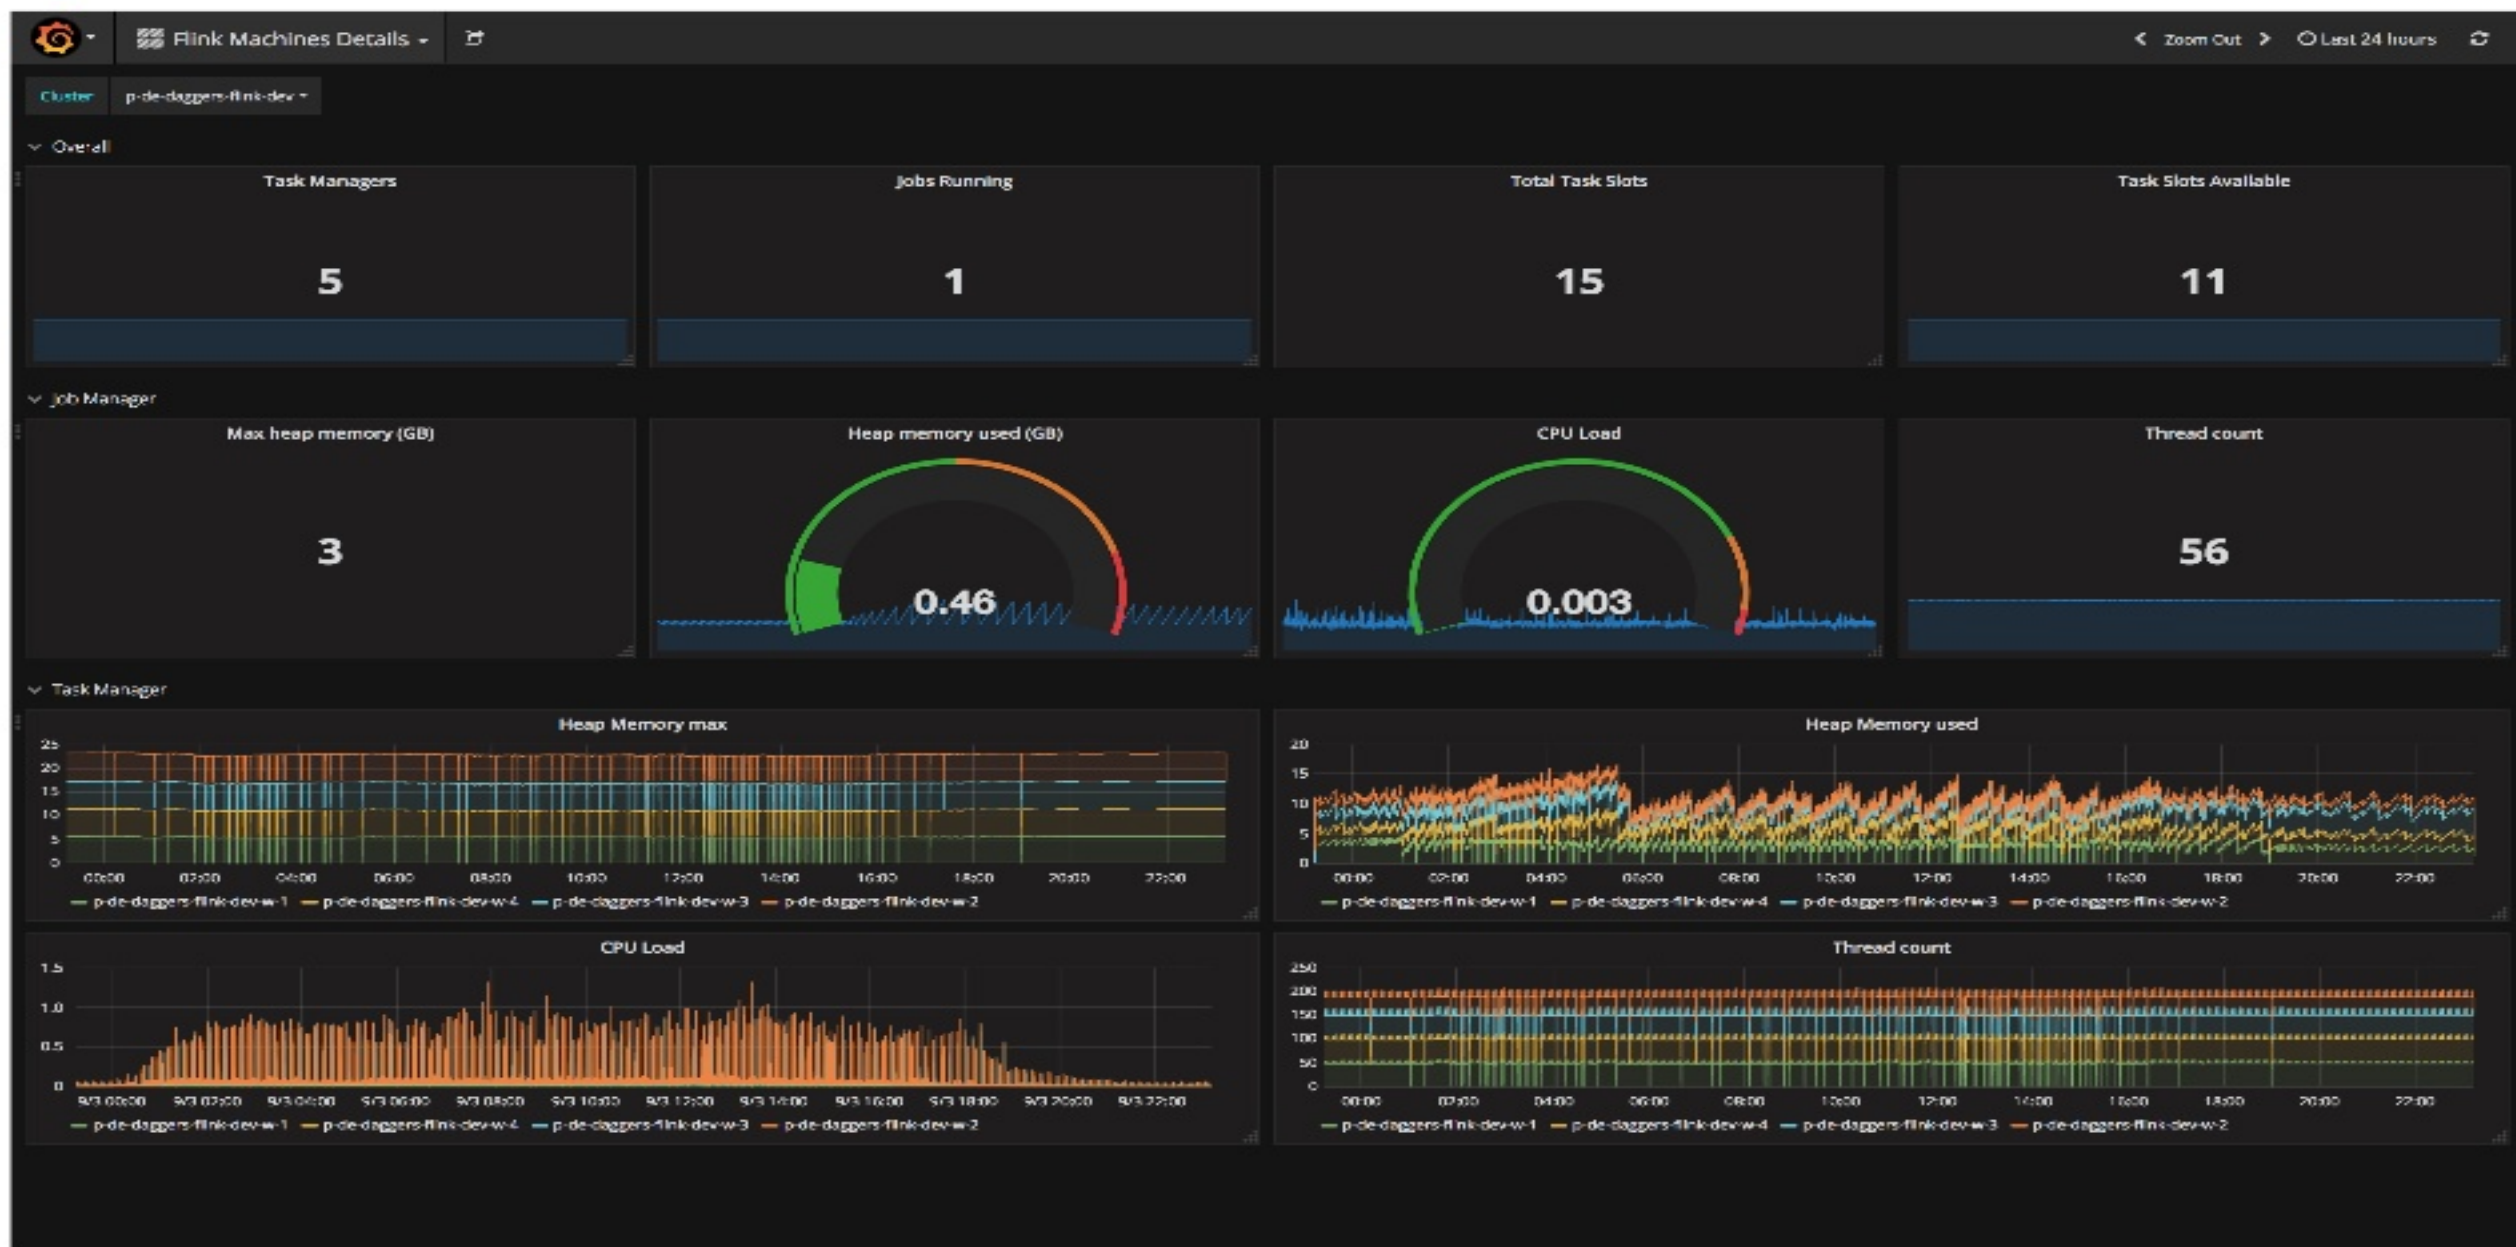 Flink Machines Details
Zoom Out
Last 24 hours
Cluster
p-de-daggers-flink-dev
Overall
Task Managers
Jobs Running
Total Task Slots
Task Slots Available
5
1
15
11
Job Manager
Max heap memory (GB)
Heap memory used (GB)
CPU Load
Thread count
3
0.46
0.003
56
Task Manager
Heap Memory max
25
20
15
10
5
0
00:00 02:00 04:00 06:00 08:00 10:00 12:00 14:00 16:00 18:00 20:00 22:00
p-de-daggers-flink-dev-w-1 p-de-daggers-flink-dev-w-4 p-de-daggers-flink-dev-w-3 p-de-daggers-flink-dev-w-2
Heap Memory used
20
15
10
5
0
00:00 02:00 04:00 06:00 08:00 10:00 12:00 14:00 16:00 18:00 20:00 22:00
p-de-daggers-flink-dev-w-1 p-de-daggers-flink-dev-w-4 p-de-daggers-flink-dev-w-3 p-de-daggers-flink-dev-w-2
CPU Load
1.5
1.0
0.5
0
9/3 00:00 9/3 02:00 9/3 04:00 9/3 06:00 9/3 08:00 9/3 10:00 9/3 12:00 9/3 14:00 9/3 16:00 9/3 18:00 9/3 20:00 9/3 22:00
p-de-daggers-flink-dev-w-1 p-de-daggers-flink-dev-w-4 p-de-daggers-flink-dev-w-3 p-de-daggers-flink-dev-w-2
Thread count
250
200
150
100
50
0
00:00 02:00 04:00 06:00 08:00 10:00 12:00 14:00 16:00 18:00 20:00 22:00
p-de-daggers-flink-dev-w-1 p-de-daggers-flink-dev-w-4 p-de-daggers-flink-dev-w-3 p-de-daggers-flink-dev-w-2